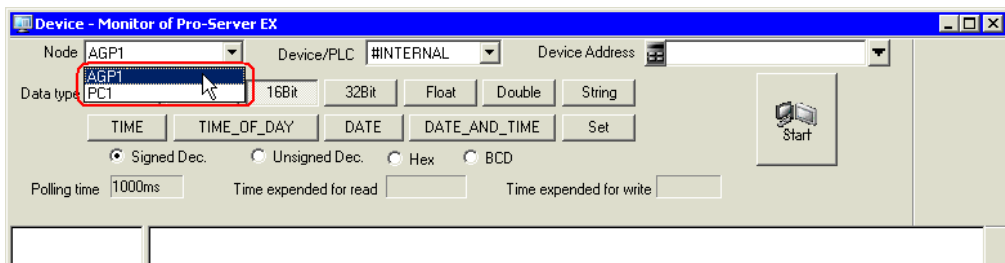 Device - Monitor of Pro-Server EX
Node AGP1 Device/PLC #INTERNAL Device Address
AGP1
PC1
Data type 16Bit 32Bit Float Double String
TIME TIME_OF_DAY DATE DATE_AND_TIME Set
Start
Signed Dec. Unsigned Dec. Hex BCD
Polling time 1000ms Time expended for read Time expended for write